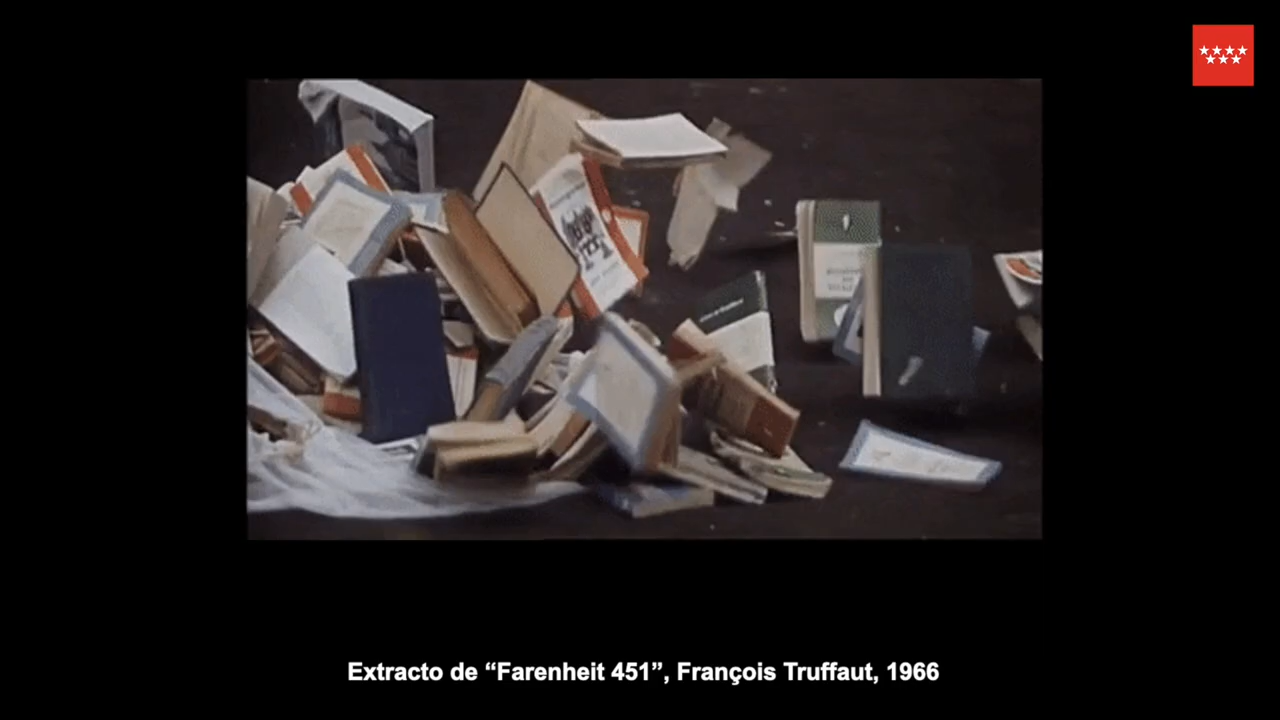 Extracto de “Farenheit 451”, François Truffaut, 1966